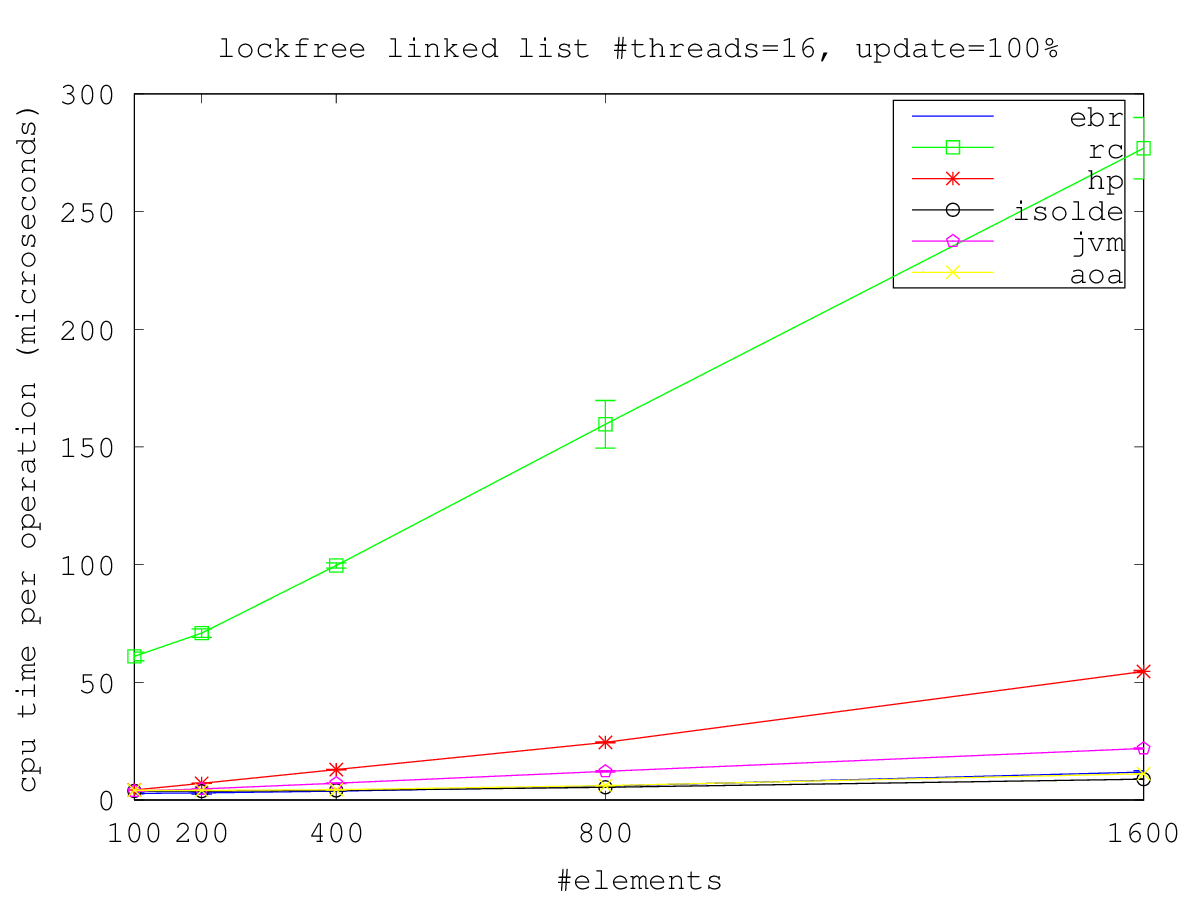 lockfree linked list #threads=16, update=100%
cpu time per operation (microseconds)
300
250
200
150
100
50
0
ebr
rc
hp
isolde
jvm
aoa
100 200 400 800 1600
#elements